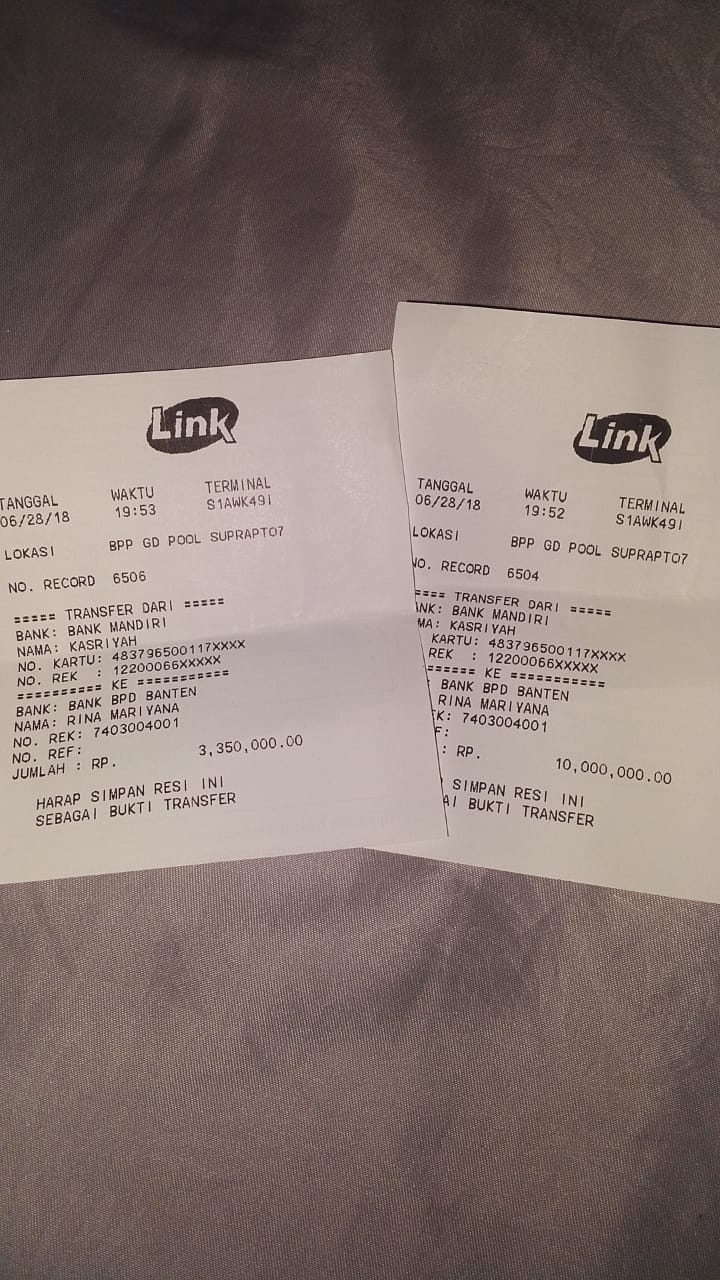 Link
TANGGAL WAKTU TERMINAL
06/28/18 19:53 S1AWK49I
LOKASI BPP GD POOL SUPRAPTO7
NO. RECORD 6506
===== TRANSFER DARI =====
BANK: BANK MANDIRI
NAMA: KASRIYAH
NO. KARTU: 483796500117XXXX
NO. REK : 12200066XXXXX
========== KE ===========
BANK: BANK BPD BANTEN
NAMA: RINA MARIYANA
NO. REK: 7403004001
NO. REF:
JUMLAH : RP. 3,350,000.00
HARAP SIMPAN RESI INI
SEBAGAI BUKTI TRANSFER
Link
TANGGAL WAKTU TERMINAL
06/28/18 19:52 S1AWK49I
LOKASI BPP GD POOL SUPRAPTO7
NO. RECORD 6504
==== TRANSFER DARI =====
NK: BANK MANDIRI
MA: KASRIYAH
KARTU: 483796500117XXXX
REK : 12200066XXXXX
====== KE ===========
BANK BPD BANTEN
RINA MARIYANA
EK: 7403004001
F:
: RP. 10,000,000.00
SIMPAN RESI INI
AI BUKTI TRANSFER